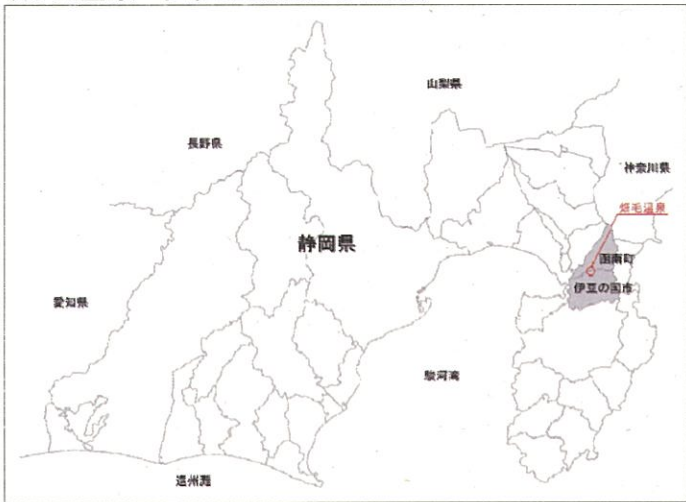 山梨県
長野県
神奈川県
畑毛温泉
静岡県
函南町
伊豆の国市
愛知県
駿河湾
遠州灘